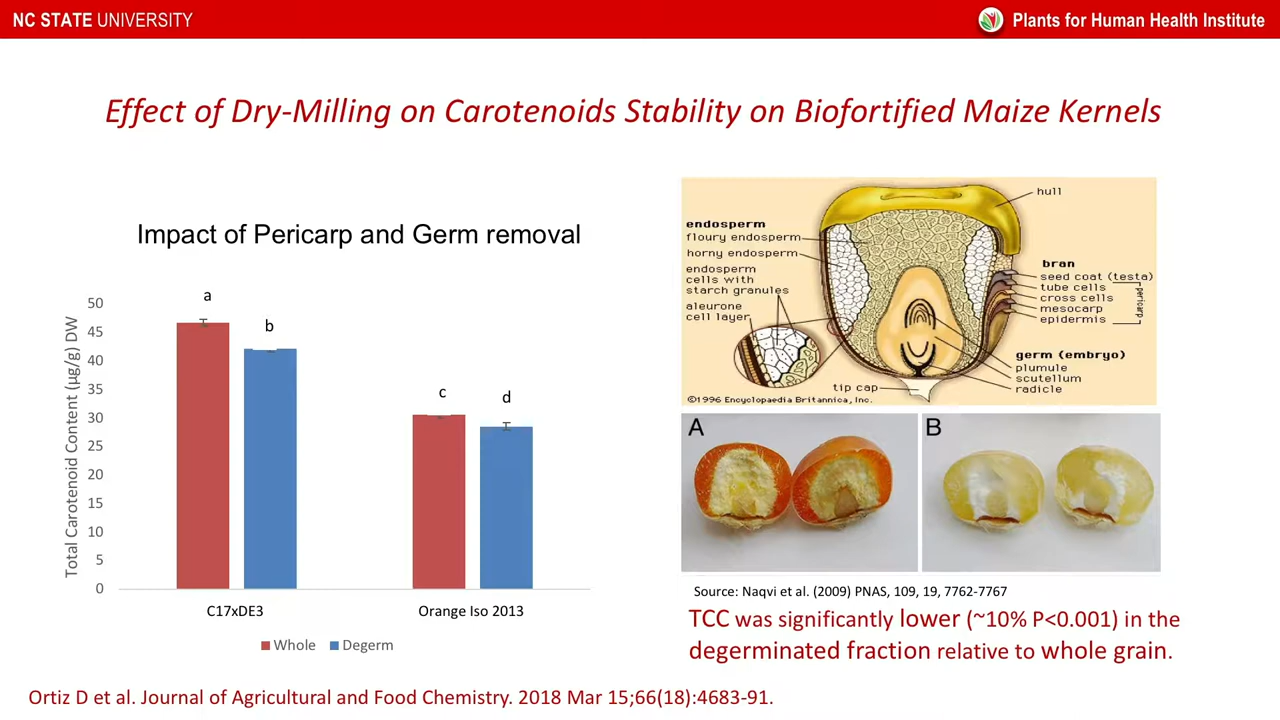 NC STATE UNIVERSITY
Plants for Human Health Institute
Effect of Dry-Milling on Carotenoids Stability on Biofortified Maize Kernels
Impact of Pericarp and Germ removal
Total Carotenoid Content (µg/g) DW
50
45
40
35
30
25
20
15
10
5
0
a
b
c
d
C17xDE3
Orange Iso 2013
Whole
Degerm
hull
endosperm
floury endosperm
horny endosperm
endosperm
cells with
starch granules
aleurone
cell layer
bran
seed coat (testa)
tube cells
cross cells
mesocarp
epidermis
pericarp
germ (embryo)
plumule
scutellum
radicle
tip cap
©1996 Encyclopaedia Britannica, Inc.
A
B
Source: Naqvi et al. (2009) PNAS, 109, 19, 7762-7767
TCC was significantly lower (~10% P<0.001) in the
degerminated fraction relative to whole grain.
Ortiz D et al. Journal of Agricultural and Food Chemistry. 2018 Mar 15;66(18):4683-91.